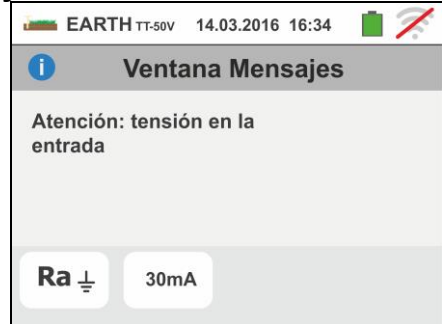 EARTH TT-50V 14.03.2016 16:34
Ventana Mensajes
Atención: tensión en la
entrada
Ra
30mA